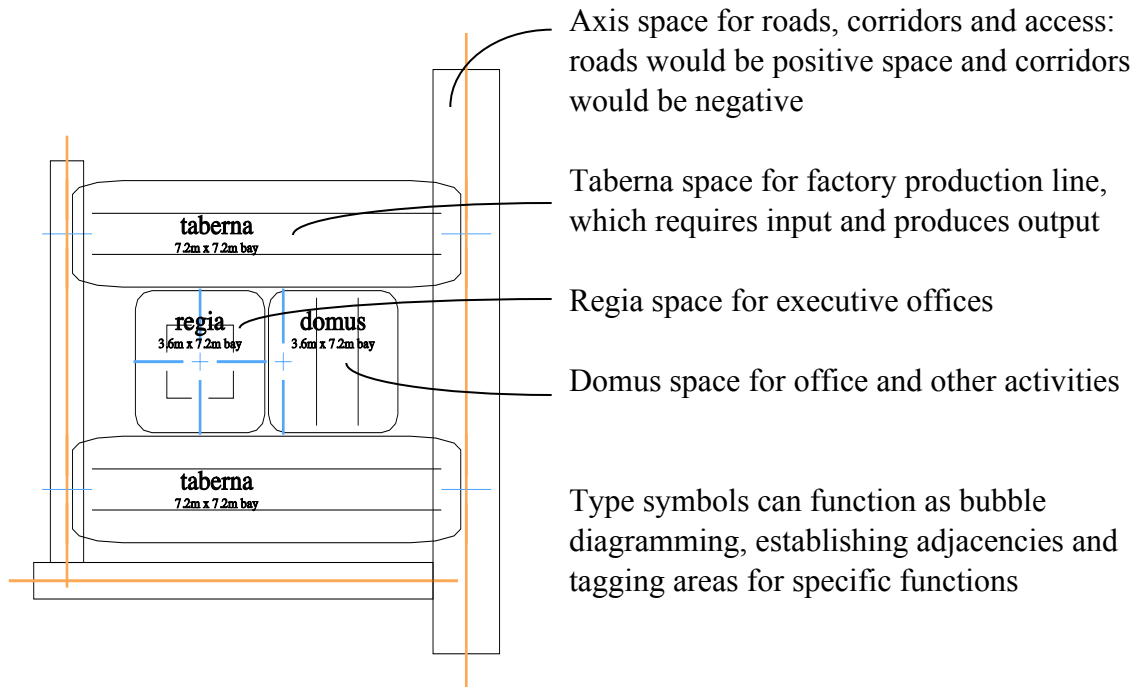 Axis space for roads, corridors and access:
roads would be positive space and corridors
would be negative
taberna
7.2m x 7.2m bay
Taberna space for factory production line,
which requires input and produces output
regia
3.6m x 7.2m bay
domus
3.6m x 7.2m bay
Regia space for executive offices
Domus space for office and other activities
taberna
7.2m x 7.2m bay
Type symbols can function as bubble
diagramming, establishing adjacencies and
tagging areas for specific functions